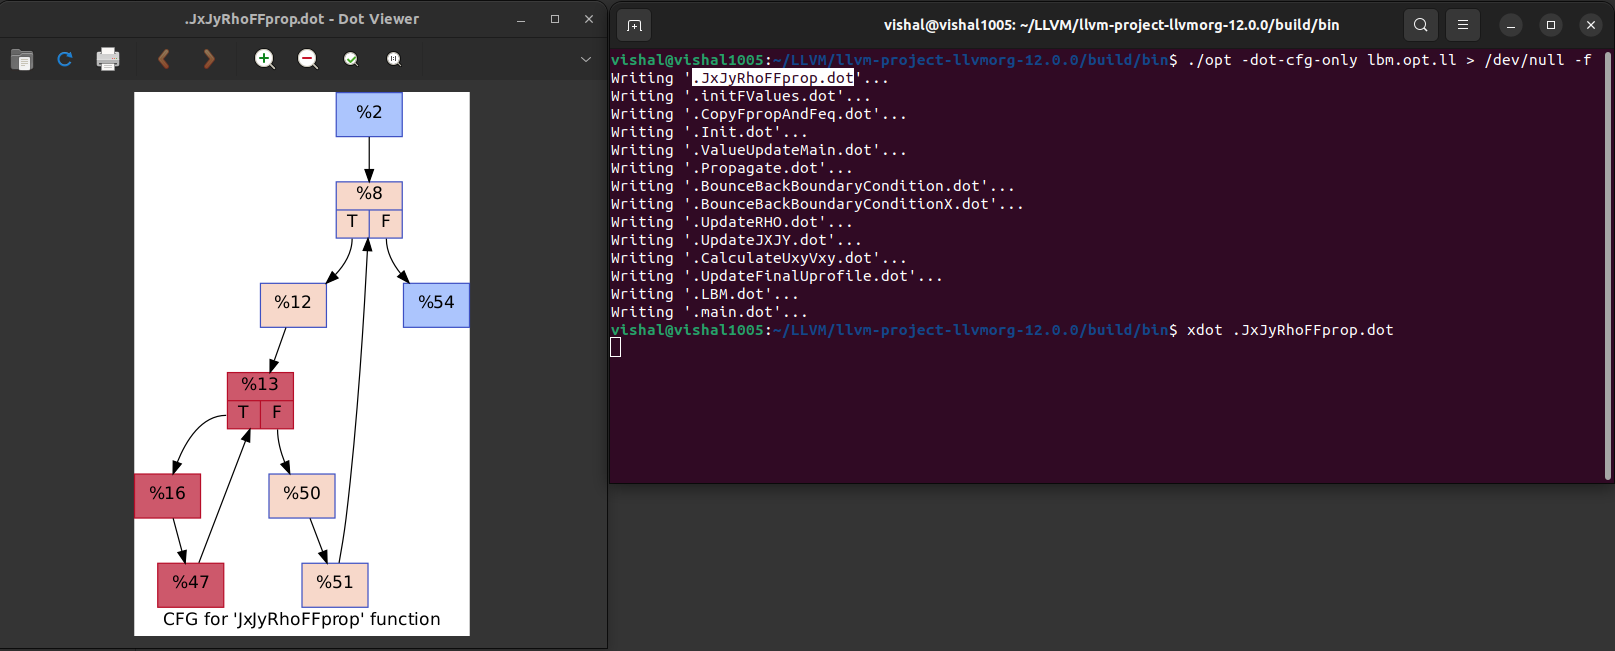 .JxJyRhoFFprop.dot - Dot Viewer
%2
%8
T F
%12
%54
%13
T F
%16
%50
%47
%51
CFG for 'JxJyRhoFFprop' function
vishal@vishal1005: ~/LLVM/llvm-project-llvmorg-12.0.0/build/bin
vishal@vishal1005:~/LLVM/llvm-project-llvmorg-12.0.0/build/bin$ ./opt -dot-cfg-only lbm.opt.ll > /dev/null -f
Writing '.JxJyRhoFFprop.dot'...
Writing '.initFValues.dot'...
Writing '.CopyFpropAndFeq.dot'...
Writing '.Init.dot'...
Writing '.ValueUpdateMain.dot'...
Writing '.Propagate.dot'...
Writing '.BounceBackBoundaryCondition.dot'...
Writing '.BounceBackBoundaryConditionX.dot'...
Writing '.UpdateRHO.dot'...
Writing '.UpdateJXJY.dot'...
Writing '.CalculateUxyVxy.dot'...
Writing '.UpdateFinalUprofile.dot'...
Writing '.LBM.dot'...
Writing '.main.dot'...
vishal@vishal1005:~/LLVM/llvm-project-llvmorg-12.0.0/build/bin$ xdot .JxJyRhoFFprop.dot